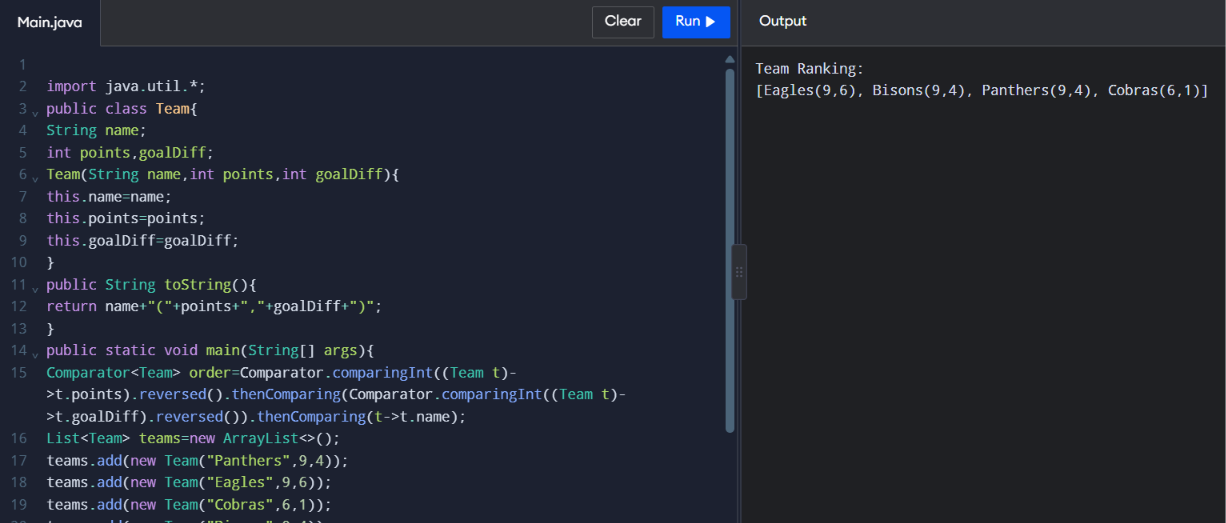 Main.java
Clear
Run
Output
1
2 import java.util.*;
3 public class Team{
4 String name;
5 int points,goalDiff;
6 Team(String name,int points,int goalDiff){
7 this.name=name;
8 this.points=points;
9 this.goalDiff=goalDiff;
10 }
11 public String toString(){
12 return name+"("+points+","+goalDiff+")";
13 }
14 public static void main(String[] args){
15 Comparator<Team> order=Comparator.comparingInt((Team t)-
>t.points).reversed().thenComparing(Comparator.comparingInt((Team t)-
>t.goalDiff).reversed()).thenComparing(t->t.name);
16 List<Team> teams=new ArrayList<>();
17 teams.add(new Team("Panthers",9,4));
18 teams.add(new Team("Eagles",9,6));
19 teams.add(new Team("Cobras",6,1));
Team Ranking:
[Eagles(9,6), Bisons(9,4), Panthers(9,4), Cobras(6,1)]